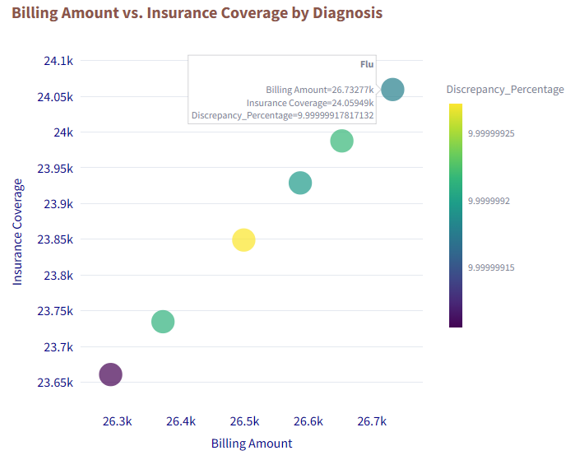 Billing Amount vs. Insurance Coverage by Diagnosis
24.1k
24.05k
24k
23.95k
23.9k
23.85k
23.8k
23.75k
23.7k
23.65k
Insurance Coverage
Flu
Billing Amount=26.73277k
Insurance Coverage=24.05949k
Discrepancy_Percentage=9.99999917817132
26.3k 26.4k 26.5k 26.6k 26.7k
Billing Amount
Discrepancy_Percentage
9.99999925
9.9999992
9.99999915